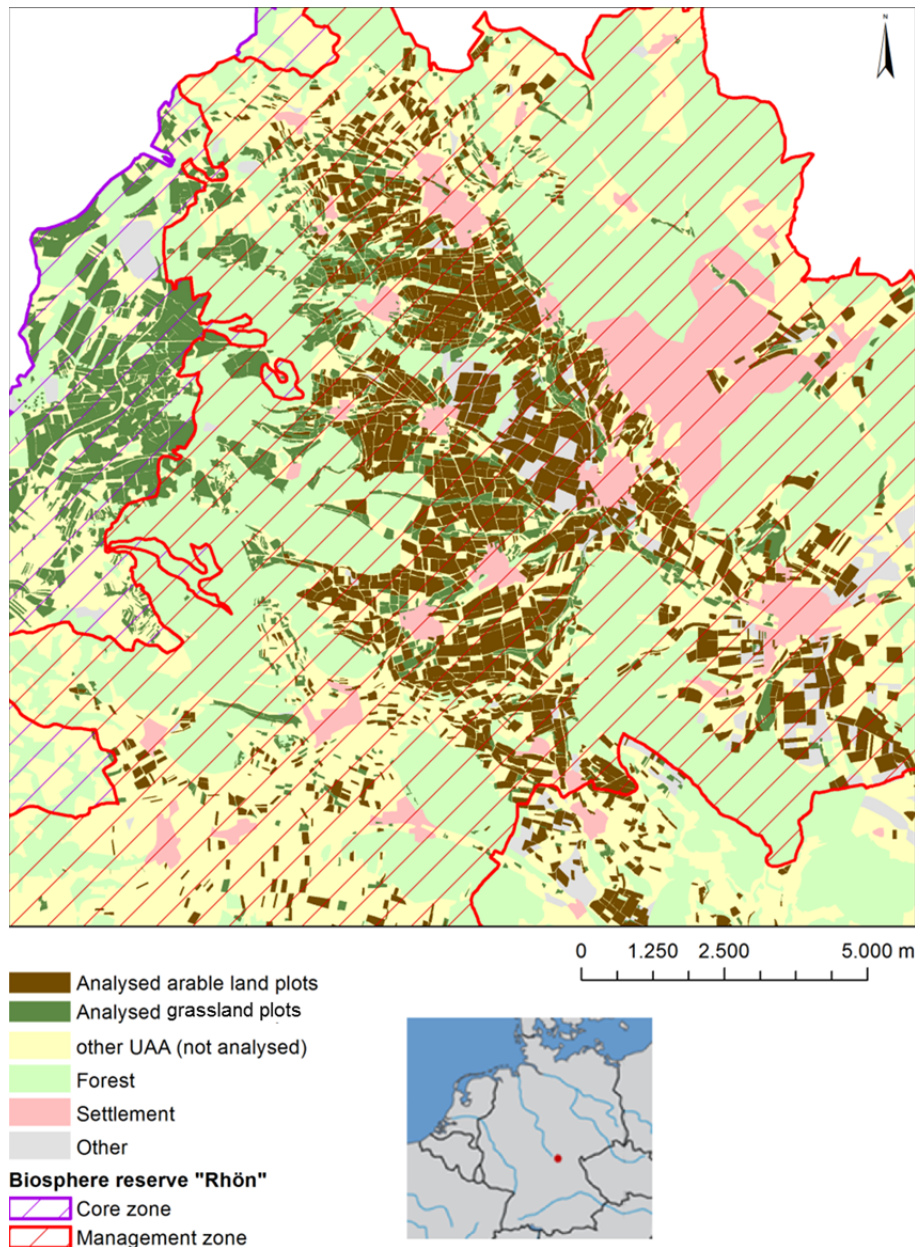 N
0 1.250 2.500 5.000 m
Analysed arable land plots
Analysed grassland plots
other UAA (not analysed)
Forest
Settlement
Other
Biosphere reserve "Rhön"
Core zone
Management zone